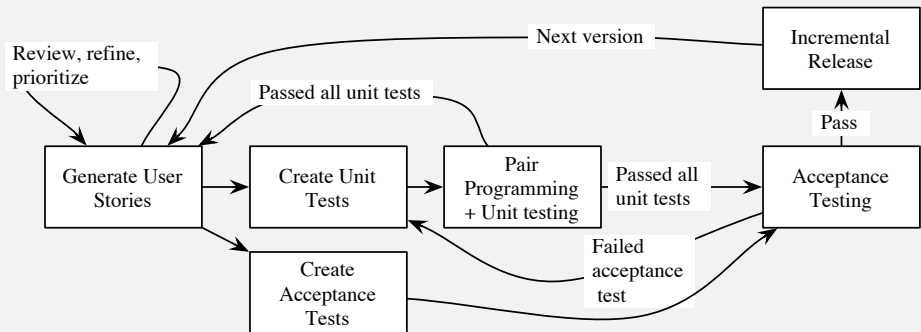 Review, refine,
prioritize
Next version
Incremental
Release
Passed all unit tests
Pass
Generate User
Stories
Create Unit
Tests
Pair
Programming
+ Unit testing
Passed all
unit tests
Acceptance
Testing
Failed
acceptance
test
Create
Acceptance
Tests